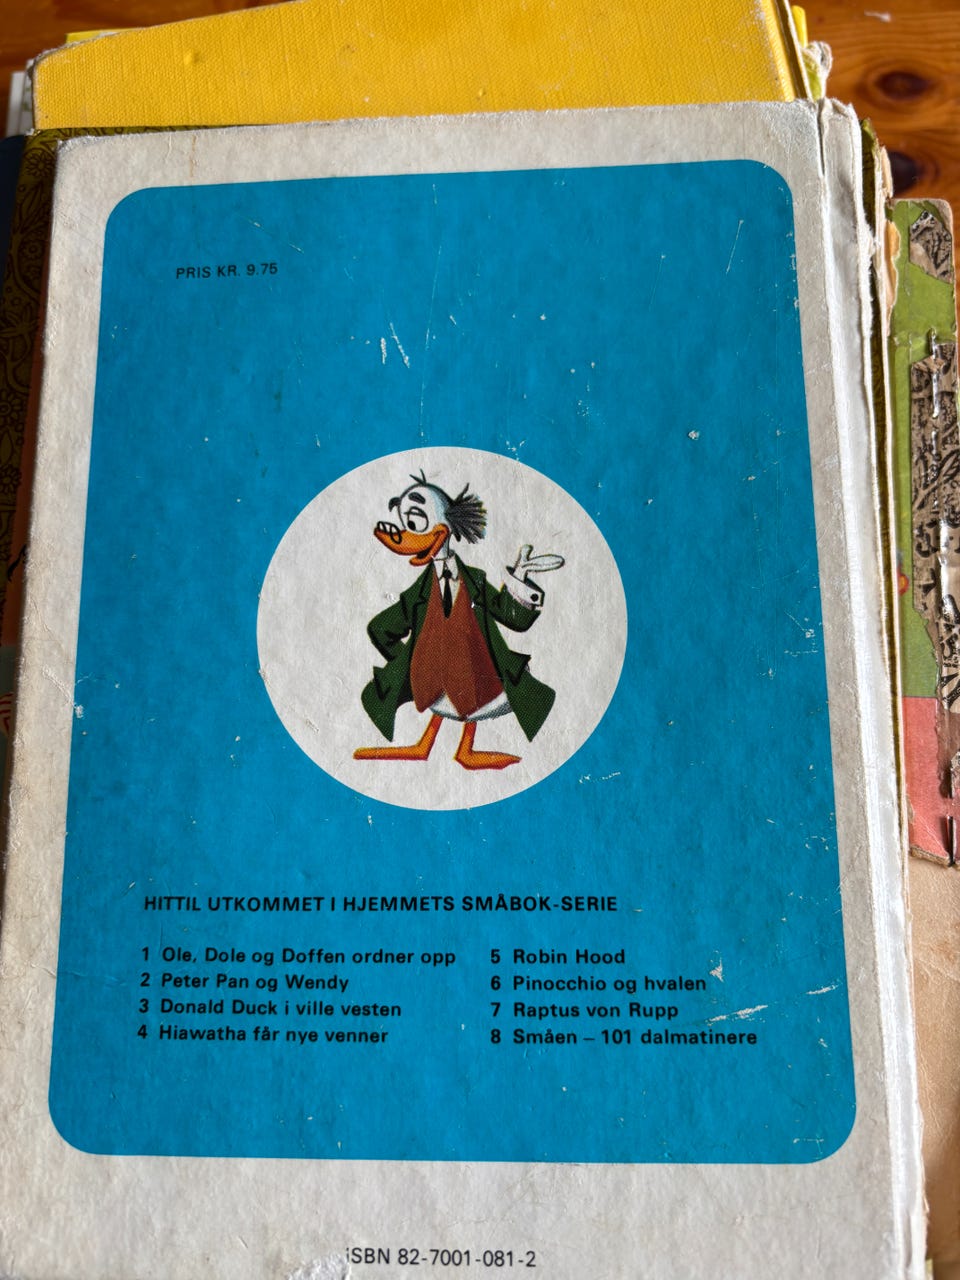 PRIS KR. 9.75
HITTIL UTKOMMET I HJEMMETS SMÅBOK-SERIE
1 Ole, Dole og Doffen ordner opp
2 Peter Pan og Wendy
3 Donald Duck i ville vesten
4 Hiawatha får nye venner
5 Robin Hood
6 Pinocchio og hvalen
7 Raptus von Rupp
8 Småen – 101 dalmatinere
ISBN 82-7001-081-2